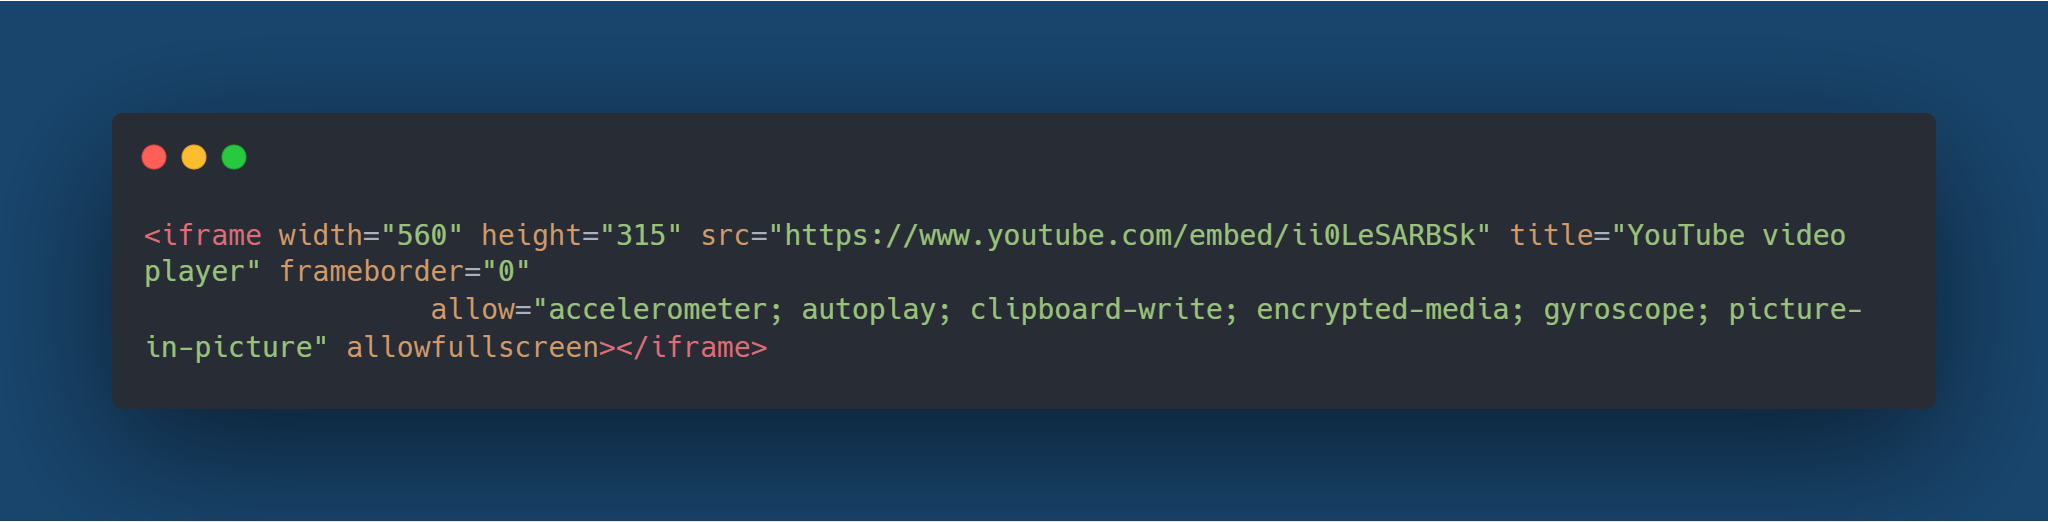 <iframe width="560" height="315" src="https://www.youtube.com/embed/ii0LeSARBSk" title="YouTube video
player" frameborder="0"
allow="accelerometer; autoplay; clipboard-write; encrypted-media; gyroscope; picture-
in-picture" allowfullscreen></iframe>